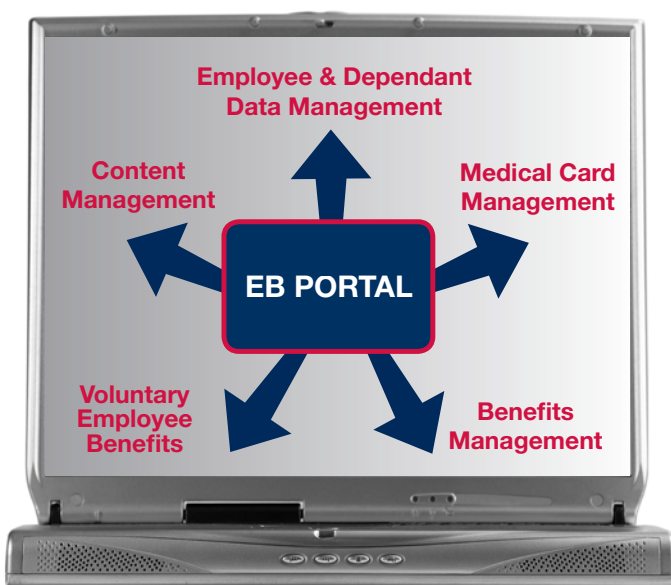 Employee & Dependant
Data Management
Content
Management
Medical Card
Management
EB PORTAL
Voluntary
Employee
Benefits
Benefits
Management